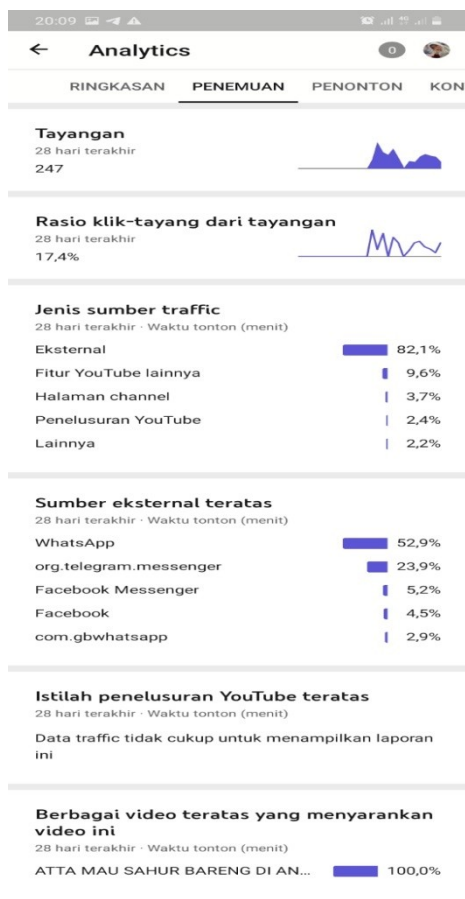 20:09
Analytics
0
RINGKASAN PENEMUAN PENONTON KON
Tayangan
28 hari terakhir
247
Rasio klik-tayang dari tayangan
28 hari terakhir
17,4%
Jenis sumber traffic
28 hari terakhir · Waktu tonton (menit)
Eksternal 82,1%
Fitur YouTube lainnya 9,6%
Halaman channel 3,7%
Penelusuran YouTube 2,4%
Lainnya 2,2%
Sumber eksternal teratas
28 hari terakhir · Waktu tonton (menit)
WhatsApp 52,9%
org.telegram.messenger 23,9%
Facebook Messenger 5,2%
Facebook 4,5%
com.gbwhatsapp 2,9%
Istilah penelusuran YouTube teratas
28 hari terakhir · Waktu tonton (menit)
Data traffic tidak cukup untuk menampilkan laporan
ini
Berbagai video teratas yang menyarankan
video ini
28 hari terakhir · Waktu tonton (menit)
ATTA MAU SAHUR BARENG DI AN... 100,0%